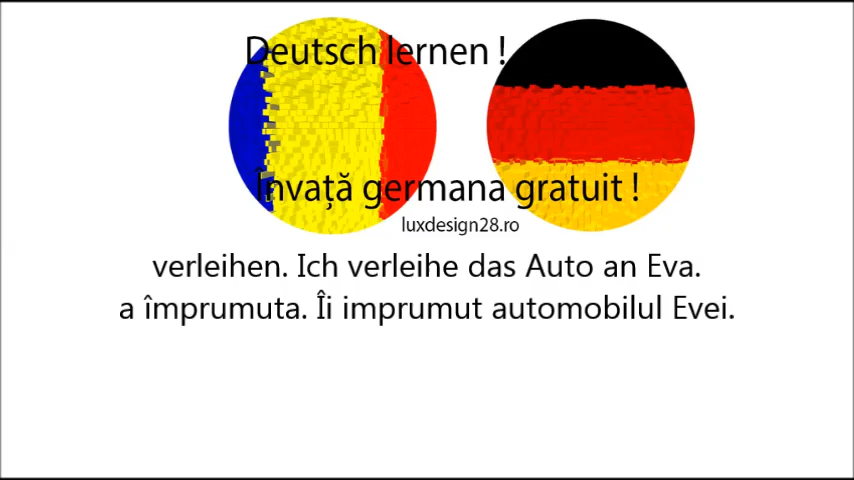 Deutsch lernen !
Învață germana gratuit !
luxdesign28.ro
verleihen. Ich verleihe das Auto an Eva.
a împrumuta. Îi imprumut automobilul Evei.